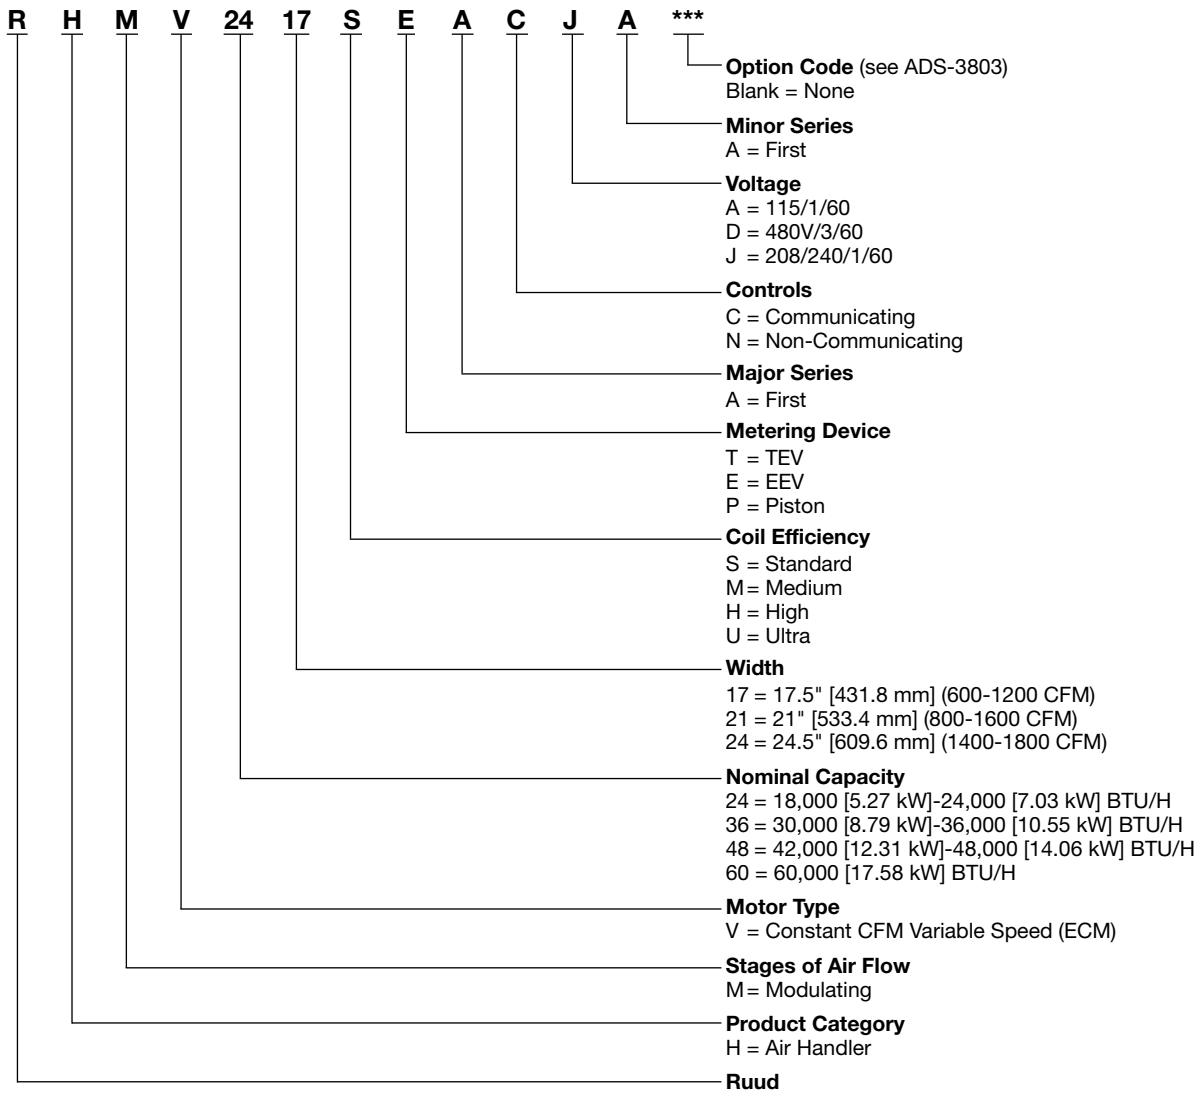 R H M V 24 17 S E A C J A ***
Option Code (see ADS-3803)
Blank = None
Minor Series
A = First
Voltage
A = 115/1/60
D = 480V/3/60
J = 208/240/1/60
Controls
C = Communicating
N = Non-Communicating
Major Series
A = First
Metering Device
T = TEV
E = EEV
P = Piston
Coil Efficiency
S = Standard
M = Medium
H = High
U = Ultra
Width
17 = 17.5" [431.8 mm] (600-1200 CFM)
21 = 21" [533.4 mm] (800-1600 CFM)
24 = 24.5" [609.6 mm] (1400-1800 CFM)
Nominal Capacity
24 = 18,000 [5.27 kW]-24,000 [7.03 kW] BTU/H
36 = 30,000 [8.79 kW]-36,000 [10.55 kW] BTU/H
48 = 42,000 [12.31 kW]-48,000 [14.06 kW] BTU/H
60 = 60,000 [17.58 kW] BTU/H
Motor Type
V = Constant CFM Variable Speed (ECM)
Stages of Air Flow
M = Modulating
Product Category
H = Air Handler
Ruud